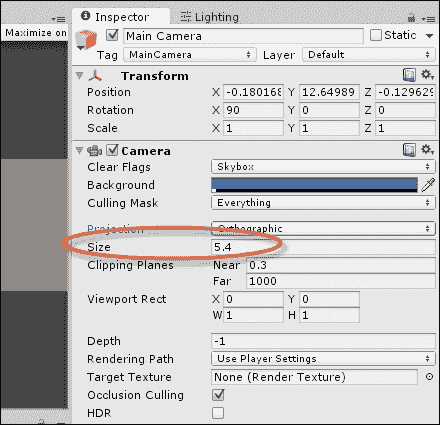 Inspector Lighting
Maximize on
Main Camera Static
Tag MainCamera Layer Default
Transform
Position X -0.180168 Y 12.64989 Z -0.129629
Rotation X 90 Y 0 Z 0
Scale X 1 Y 1 Z 1
Camera
Clear Flags Skybox
Background
Culling Mask Everything
Projection Orthographic
Size 5.4
Clipping Planes Near 0.3
Far 1000
Viewport Rect X 0 Y 0
W 1 H 1
Depth -1
Rendering Path Use Player Settings
Target Texture None (Render Texture)
Occlusion Culling
HDR